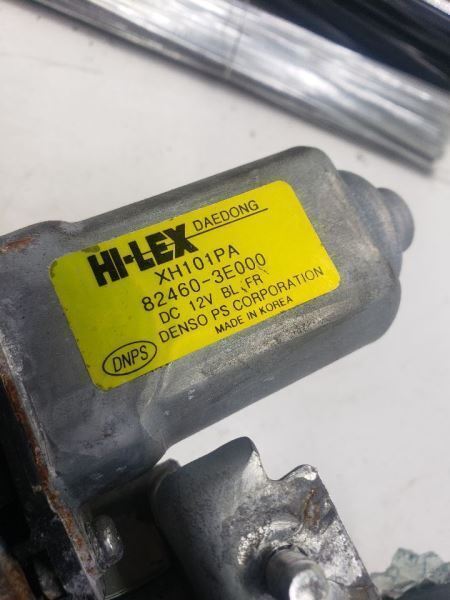 HI-LEX DAEDONG
XH101PA
82460-3E000
DC 12V BL,FR
DENSO PS CORPORATION
DNPS MADE IN KOREA